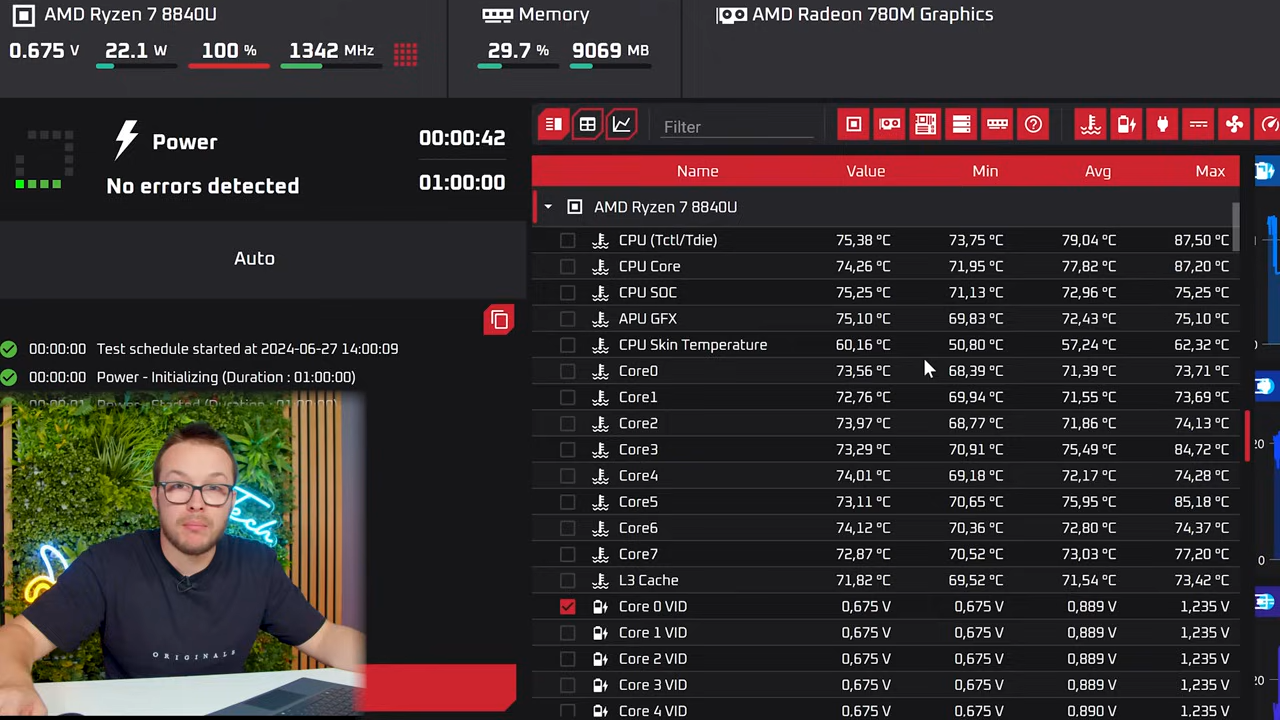 AMD Ryzen 7 8840U
Memory
AMD Radeon 780M Graphics
0.675 V 22.1 W 100 % 1342 MHz
29.7 % 9069 MB
Power 00:00:42
No errors detected 01:00:00
Auto
00:00:00 Test schedule started at 2024-06-27 14:00:09
00:00:00 Power - Initializing (Duration : 01:00:00)
Filter
Name Value Min Avg Max
AMD Ryzen 7 8840U
CPU (Tctl/Tdie) 75,38 °C 73,75 °C 79,04 °C 87,50 °C
CPU Core 74,26 °C 71,95 °C 77,82 °C 87,20 °C
CPU SOC 75,25 °C 71,13 °C 72,96 °C 75,25 °C
APU GFX 75,10 °C 69,83 °C 72,43 °C 75,10 °C
CPU Skin Temperature 60,16 °C 50,80 °C 57,24 °C 62,32 °C
Core0 73,56 °C 68,39 °C 71,39 °C 73,71 °C
Core1 72,76 °C 69,94 °C 71,55 °C 73,69 °C
Core2 73,97 °C 68,77 °C 71,86 °C 74,13 °C
Core3 73,29 °C 70,91 °C 75,49 °C 84,72 °C
Core4 74,01 °C 69,18 °C 72,17 °C 74,28 °C
Core5 73,11 °C 70,65 °C 75,95 °C 85,18 °C
Core6 74,12 °C 70,36 °C 72,80 °C 74,37 °C
Core7 72,87 °C 70,52 °C 73,03 °C 77,20 °C
L3 Cache 71,82 °C 69,52 °C 71,54 °C 73,42 °C
Core 0 VID 0,675 V 0,675 V 0,889 V 1,235 V
Core 1 VID 0,675 V 0,675 V 0,889 V 1,235 V
Core 2 VID 0,675 V 0,675 V 0,889 V 1,235 V
Core 3 VID 0,675 V 0,675 V 0,889 V 1,235 V
Core 4 VID 0,675 V 0,675 V 0,890 V 1,235 V
Tech
ORIGINALS